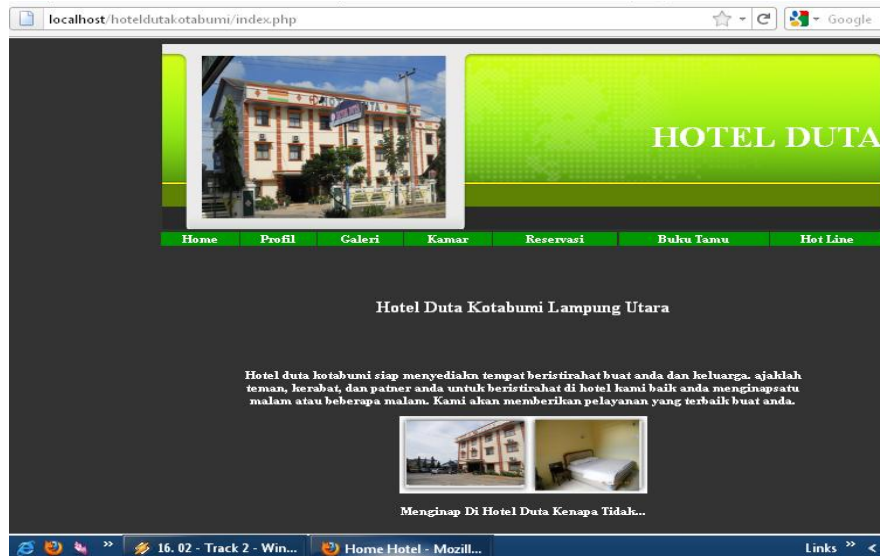 localhost/hoteldutakotabumi/index.php
Google
HOTEL DUTA
Home Profil Galeri Kamar Reservasi Buku Tamu Hot Line
Hotel Duta Kotabumi Lampung Utara
Hotel duta kotabumi siap menyediakn tempat beristirahat buat anda dan keluarga. ajaklah
teman, kerabat, dan patner anda untuk beristirahat di hotel kami baik anda menginapsatu
malam atau beberapa malam. Kami akan memberikan pelayanan yang terbaik buat anda.
Menginap Di Hotel Duta Kenapa Tidak...
16. 02 - Track 2 - Win... Home Hotel - Mozill... Links